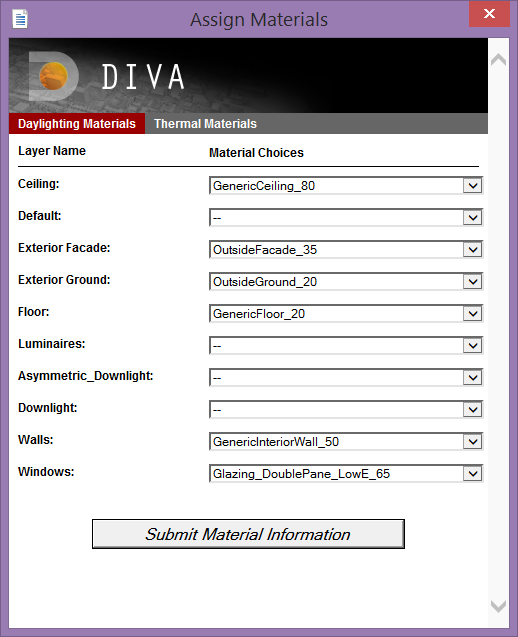 Assign Materials
DIVA
Daylighting Materials Thermal Materials
Layer Name Material Choices
Ceiling: GenericCeiling_80
Default: --
Exterior Facade: OutsideFacade_35
Exterior Ground: OutsideGround_20
Floor: GenericFloor_20
Luminaires: --
Asymmetric_Downlight: --
Downlight: --
Walls: GenericInteriorWall_50
Windows: Glazing_DoublePane_LowE_65
Submit Material Information